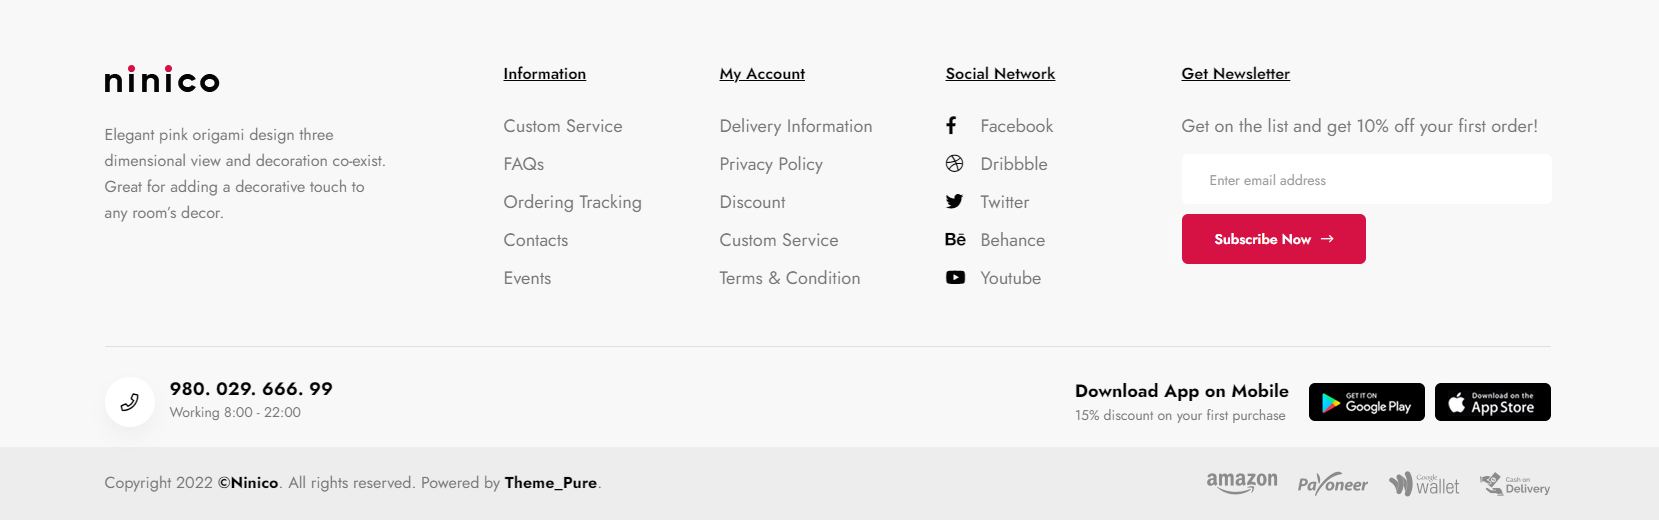 ninico
Elegant pink origami design three
dimensional view and decoration co-exist.
Great for adding a decorative touch to
any room’s decor.
Information
Custom Service
FAQs
Ordering Tracking
Contacts
Events
My Account
Delivery Information
Privacy Policy
Discount
Custom Service
Terms & Condition
Social Network
Facebook
Dribbble
Twitter
Bē Behance
Youtube
Get Newsletter
Get on the list and get 10% off your first order!
Enter email address
Subscribe Now →
980. 029. 666. 99
Working 8:00 - 22:00
Download App on Mobile
15% discount on your first purchase
GET IT ON
Google Play
Download on the
App Store
Copyright 2022 ©Ninico. All rights reserved. Powered by Theme_Pure.
amazon
Payoneer
Google
wallet
Cash on
Delivery